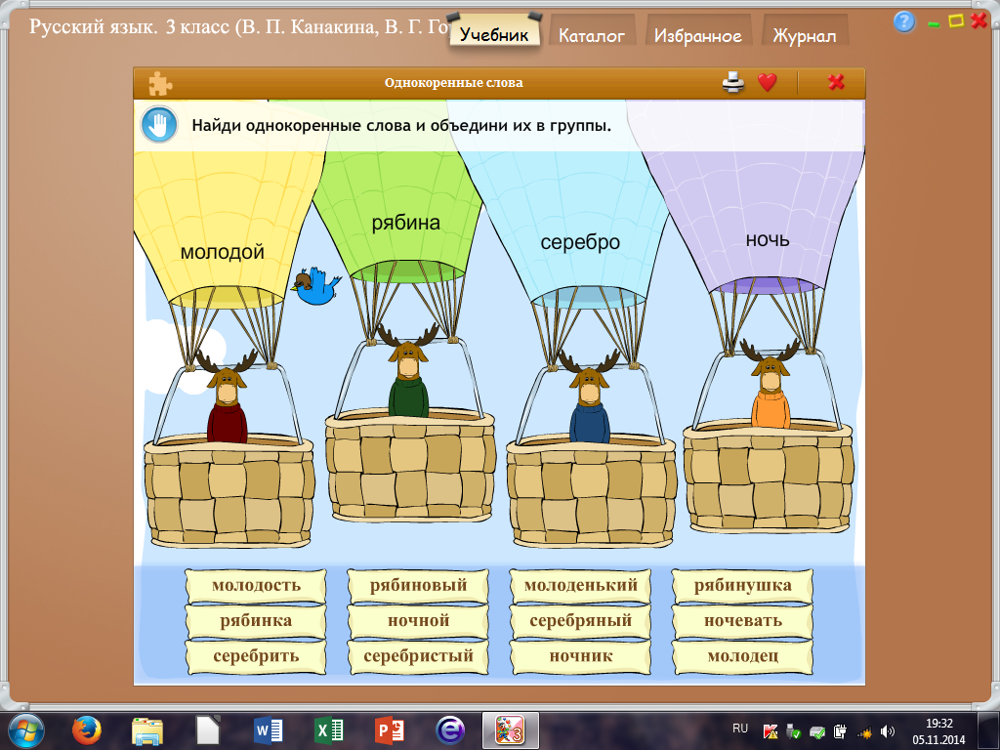 Русский язык. 3 класс (В. П. Канакина, В. Г. Го
Учебник
Каталог
Избранное
Журнал
Однокоренные слова
Найди однокоренные слова и объедини их в группы.
молодой
рябина
серебро
ночь
молодость
рябиновый
молоденький
рябинушка
рябинка
ночной
серебряный
ночевать
серебрить
серебристый
ночник
молодец
RU
19:32
05.11.2014